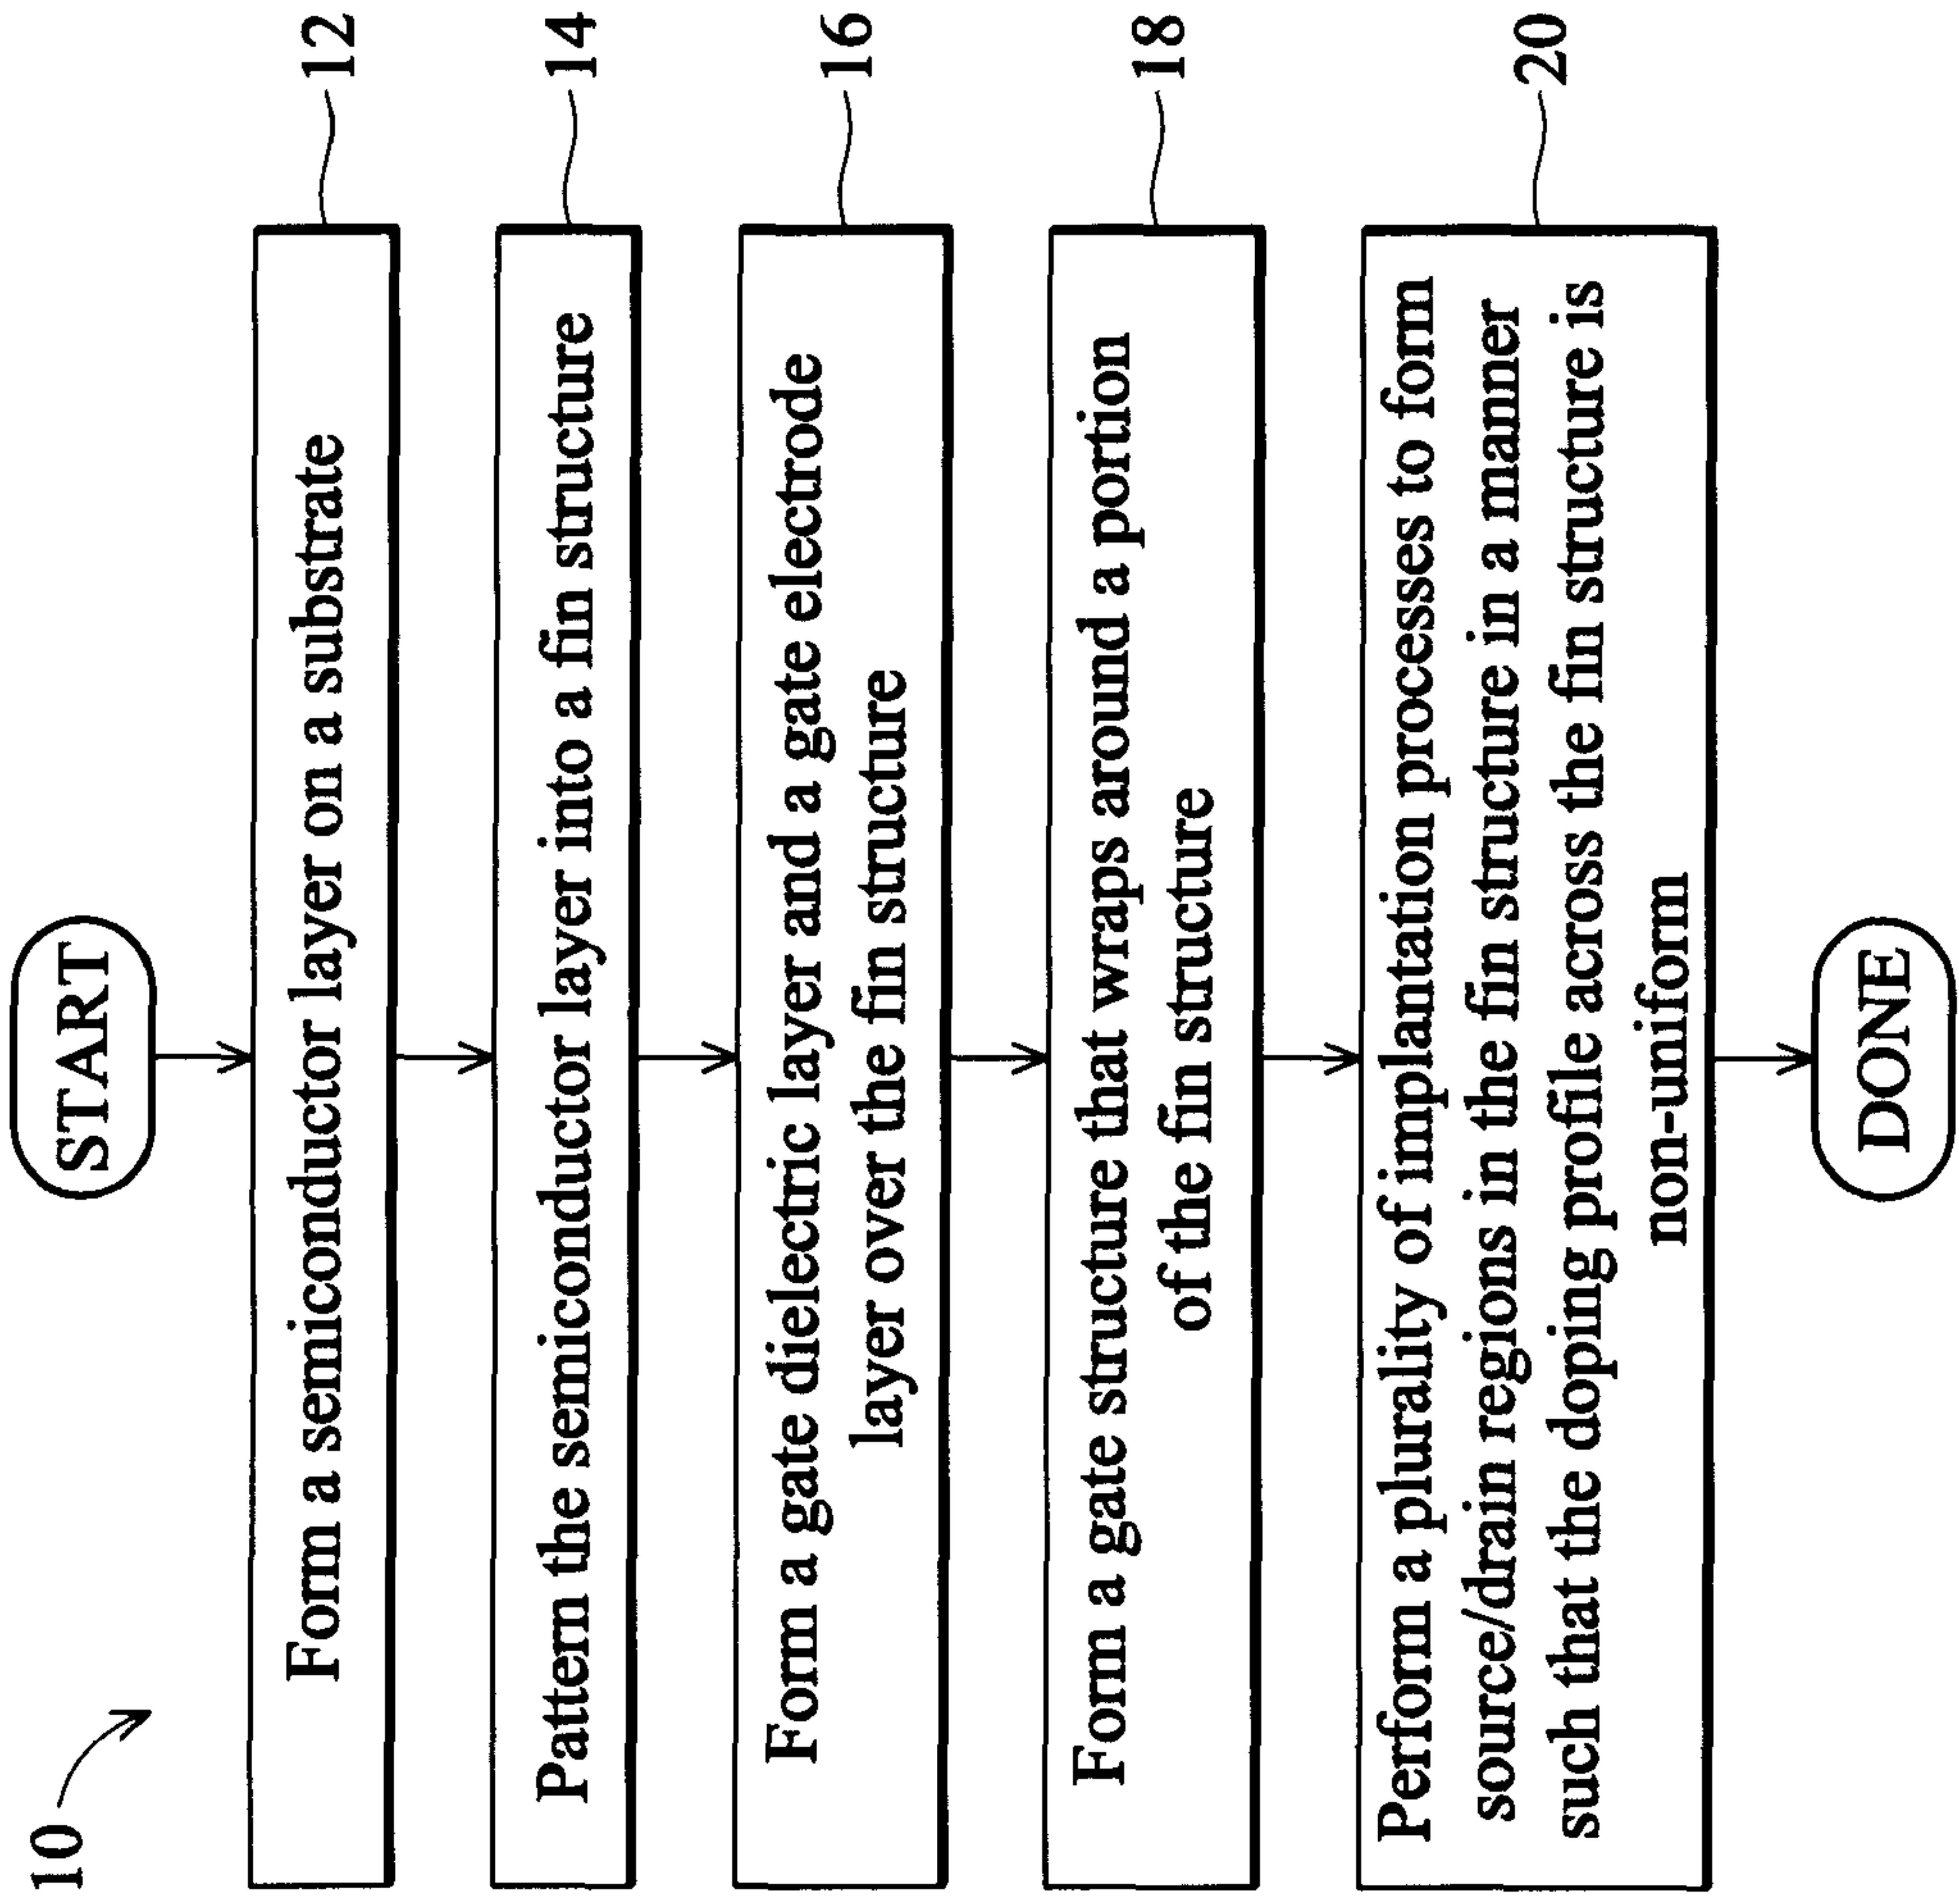 10
START
Form a semiconductor layer on a substrate
12
Pattern the semiconductor layer into a fin structure
14
Form a gate dielectric layer and a gate electrode
layer over the fin structure
16
Form a gate structure that wraps around a portion
of the fin structure
18
Perform a plurality of implantation processes to form
source/drain regions in the fin structure in a manner
such that the doping profile across the fin structure is
non-uniform
20
DONE